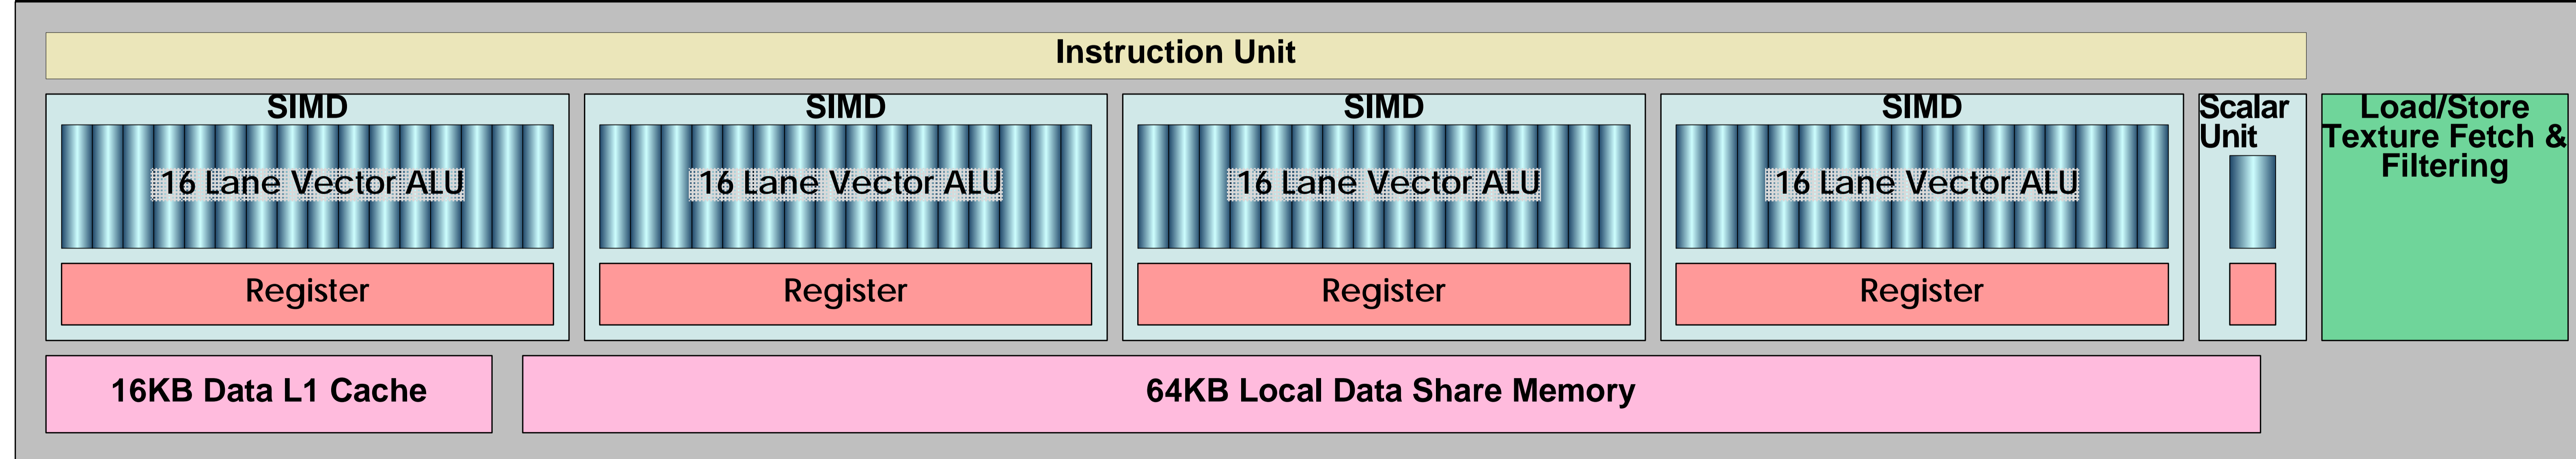 Instruction Unit
SIMD
SIMD
SIMD
SIMD
Scalar
Unit
Load/Store
Texture Fetch &
Filtering
16 Lane Vector ALU
16 Lane Vector ALU
16 Lane Vector ALU
16 Lane Vector ALU
Register
Register
Register
Register
16KB Data L1 Cache
64KB Local Data Share Memory